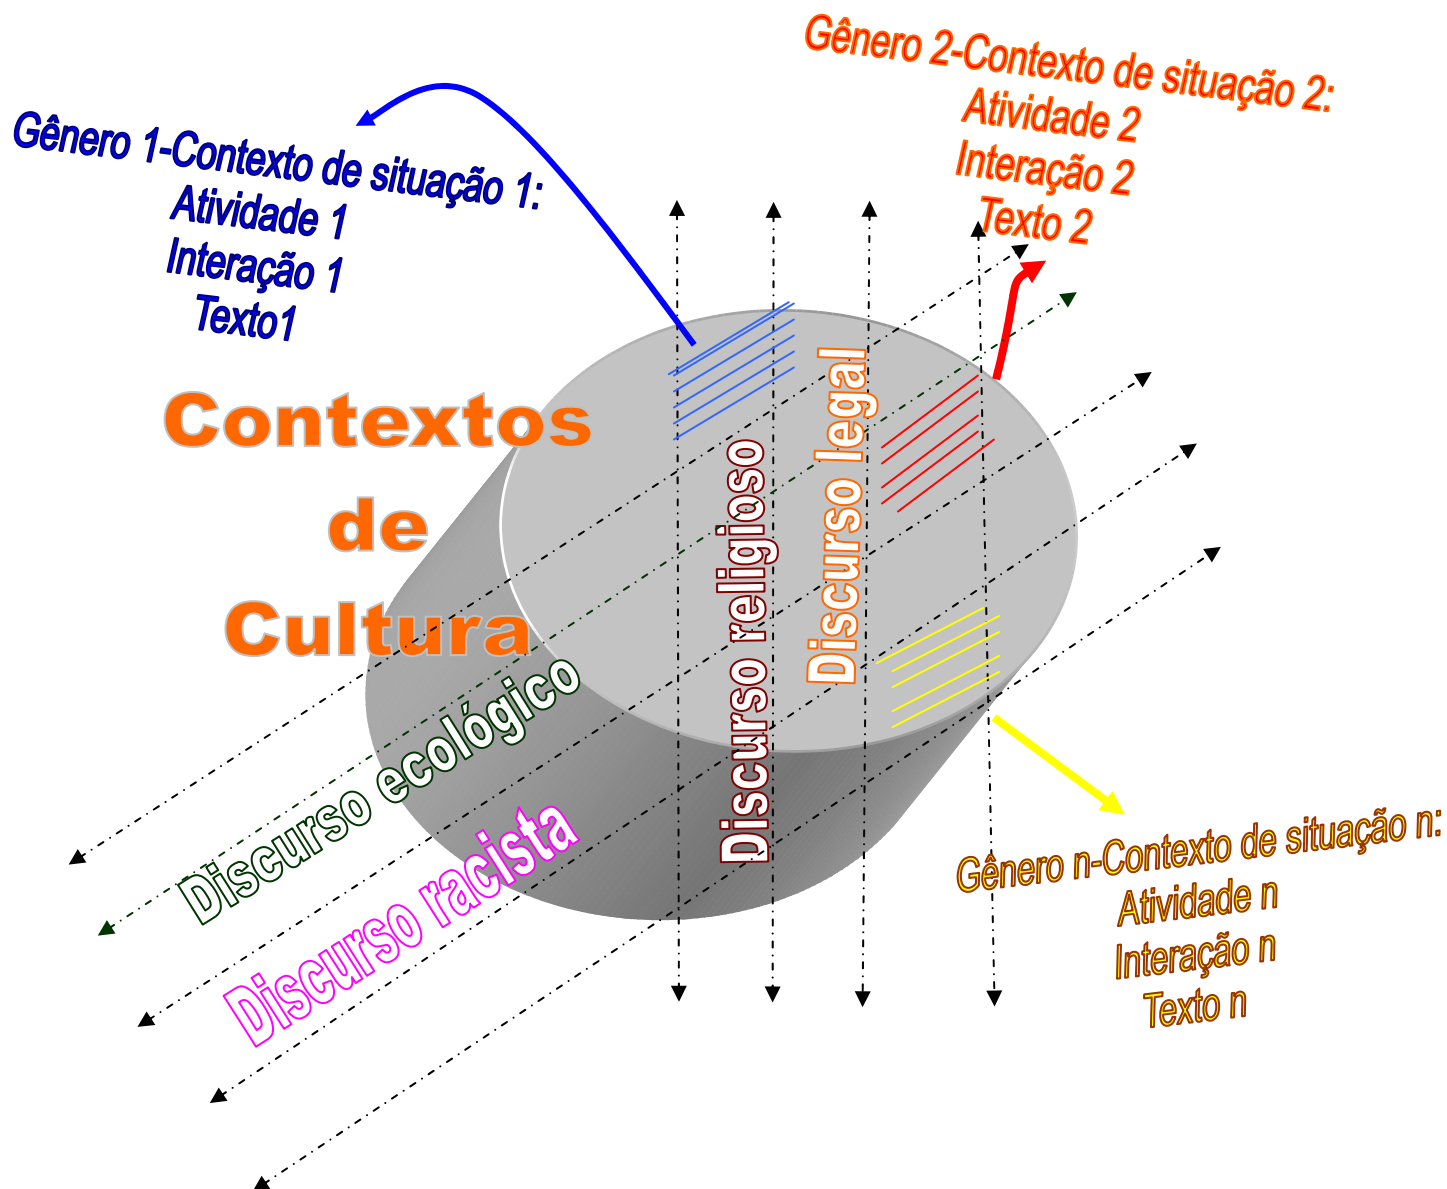 Gênero 1-Contexto de situação 1:
Atividade 1
Interação 1
Texto1
Gênero 2-Contexto de situação 2:
Atividade 2
Interação 2
Texto 2
Contextos
de
Cultura
Discurso religioso
Discurso legal
Discurso ecológico
Discurso racista
Gênero n-Contexto de situação n:
Atividade n
Interação n
Texto n